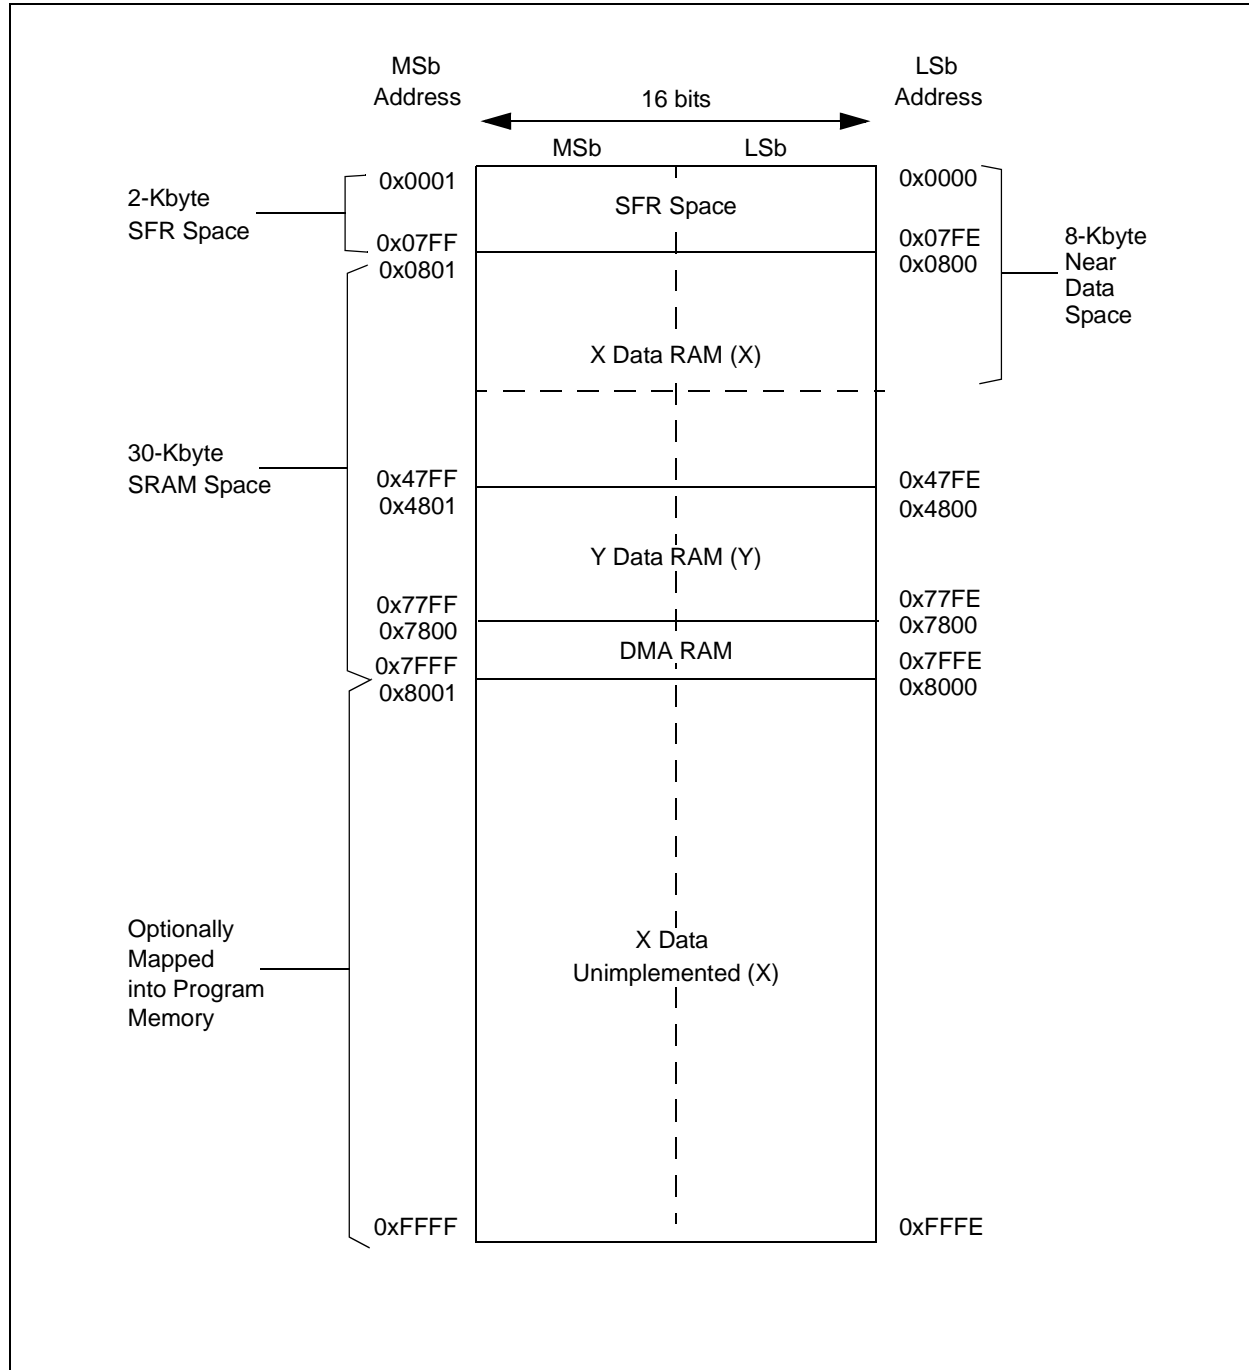 MSb
Address
LSb
Address
16 bits
MSb
LSb
0x0001
0x0000
2-Kbyte
SFR Space
SFR Space
0x07FF
0x07FE
0x0801
0x0800
8-Kbyte
Near
Data
Space
X Data RAM (X)
30-Kbyte
SRAM Space
0x47FF
0x47FE
0x4801
0x4800
Y Data RAM (Y)
0x77FF
0x77FE
0x7800
0x7800
DMA RAM
0x7FFF
0x7FFE
0x8001
0x8000
Optionally
Mapped
into Program
Memory
X Data
Unimplemented (X)
0xFFFF
0xFFFE